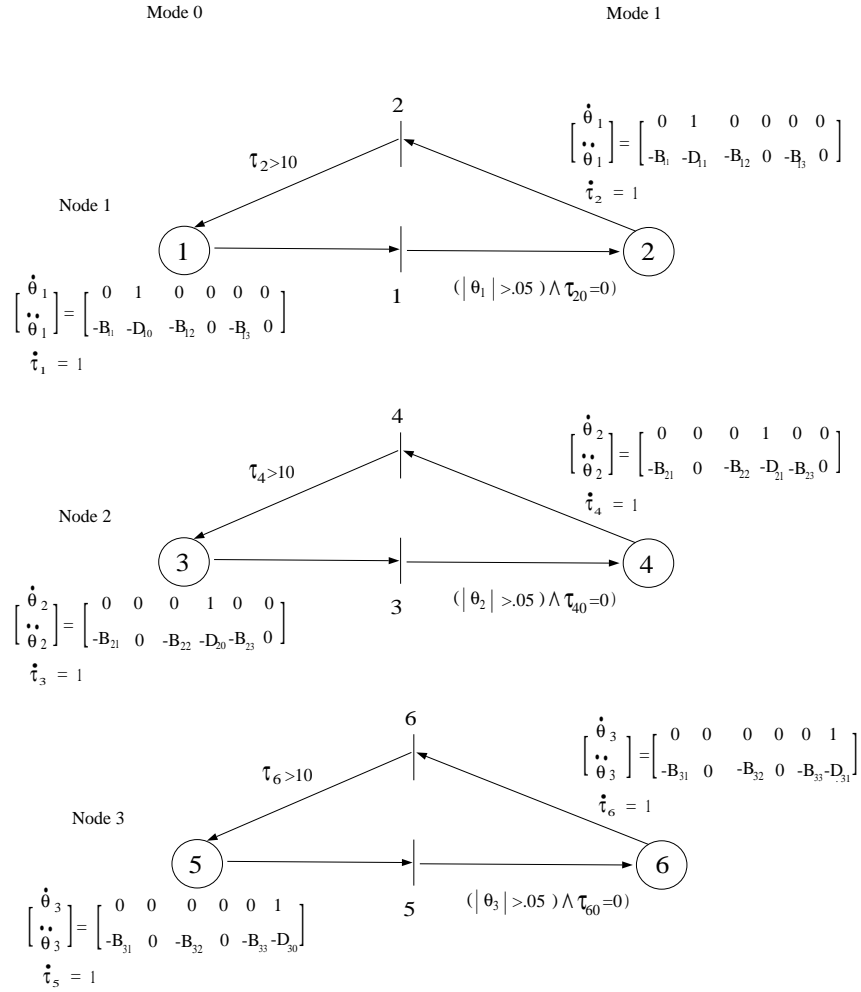 Mode 0
Mode 1
2
τ₂>10
[ θ̇₁ ] = [ 0 1 0 0 0 0 ]
[ θ̈₁ ] [ -B₁₁ -D₁₁ -B₁₂ 0 -B₁₃ 0 ]
τ̇₂ = 1
Node 1
1
2
1
(|θ₁| >.05 ) ∧ τ₂₀=0)
[ θ̇₁ ] = [ 0 1 0 0 0 0 ]
[ θ̈₁ ] [ -B₁₁ -D₁₀ -B₁₂ 0 -B₁₃ 0 ]
τ̇₁ = 1
4
τ₄>10
[ θ̇₂ ] = [ 0 0 0 1 0 0 ]
[ θ̈₂ ] [ -B₂₁ 0 -B₂₂ -D₂₁ -B₂₃ 0 ]
τ̇₄ = 1
Node 2
3
4
3
(|θ₂| >.05 ) ∧ τ₄₀=0)
[ θ̇₂ ] = [ 0 0 0 1 0 0 ]
[ θ̈₂ ] [ -B₂₁ 0 -B₂₂ -D₂₀ -B₂₃ 0 ]
τ̇₃ = 1
6
τ₆>10
[ θ̇₃ ] = [ 0 0 0 0 0 1 ]
[ θ̈₃ ] [ -B₃₁ 0 -B₃₂ 0 -B₃₃ -D₃₁ ]
τ̇₆ = 1
Node 3
5
6
5
(|θ₃| >.05 ) ∧ τ₆₀=0)
[ θ̇₃ ] = [ 0 0 0 0 0 1 ]
[ θ̈₃ ] [ -B₃₁ 0 -B₃₂ 0 -B₃₃ -D₃₀ ]
τ̇₅ = 1